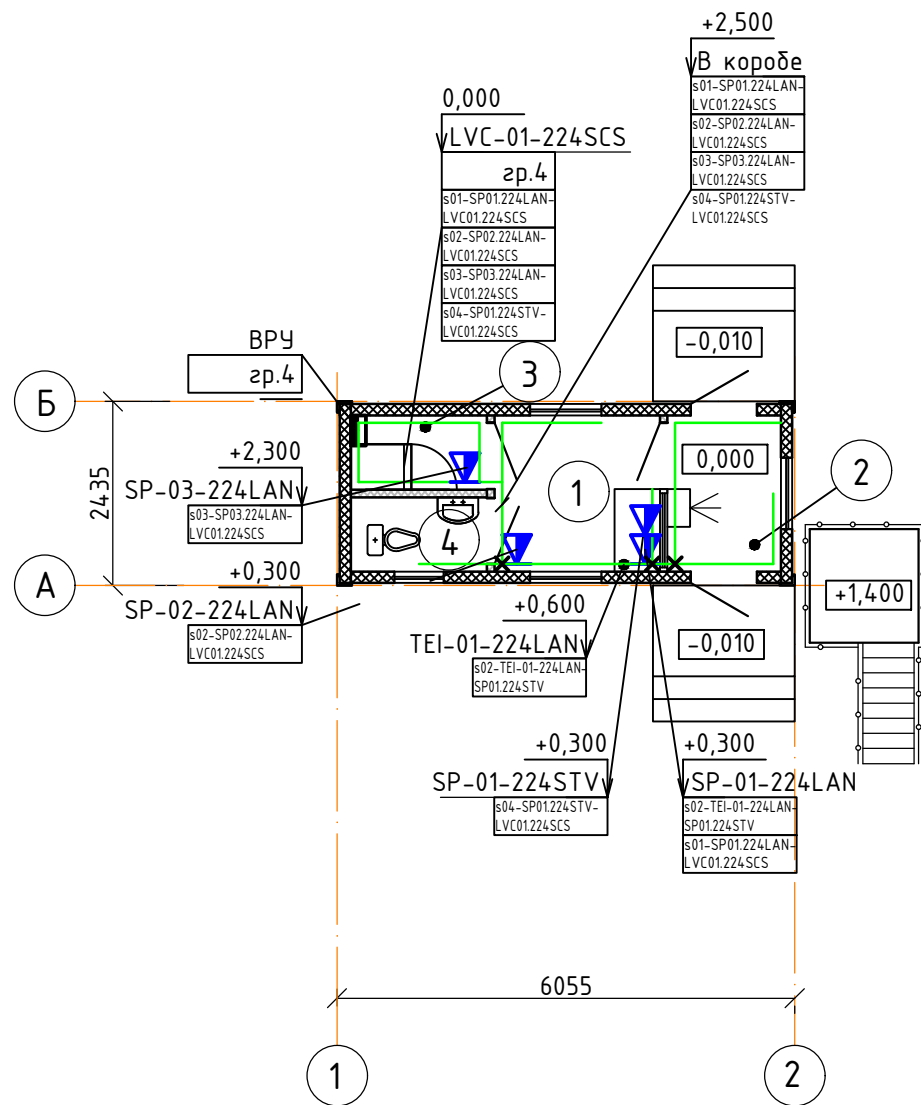 +2,500
В коробе
s01-SP01.224LAN-
LVC01.224SCS
s02-SP02.224LAN-
LVC01.224SCS
s03-SP03.224LAN-
LVC01.224SCS
s04-SP01.224STV-
LVC01.224SCS
0,000
LVC-01-224SCS
гр.4
s01-SP01.224LAN-
LVC01.224SCS
s02-SP02.224LAN-
LVC01.224SCS
s03-SP03.224LAN-
LVC01.224SCS
s04-SP01.224STV-
LVC01.224SCS
ВРУ
гр.4
-0,010
3
Б
2435
+2,300
SP-03-224LAN
s03-SP03.224LAN-
LVC01.224SCS
1
0,000
2
4
А
+0,300
SP-02-224LAN
s02-SP02.224LAN-
LVC01.224SCS
+1,400
+0,600
TEI-01-224LAN
s02-TEI-01-224LAN-
SP01.224STV
-0,010
+0,300
SP-01-224STV
s04-SP01.224STV-
LVC01.224SCS
+0,300
SP-01-224LAN
s02-TEI-01-224LAN-
SP01.224STV
s01-SP01.224LAN-
LVC01.224SCS
6055
1
2